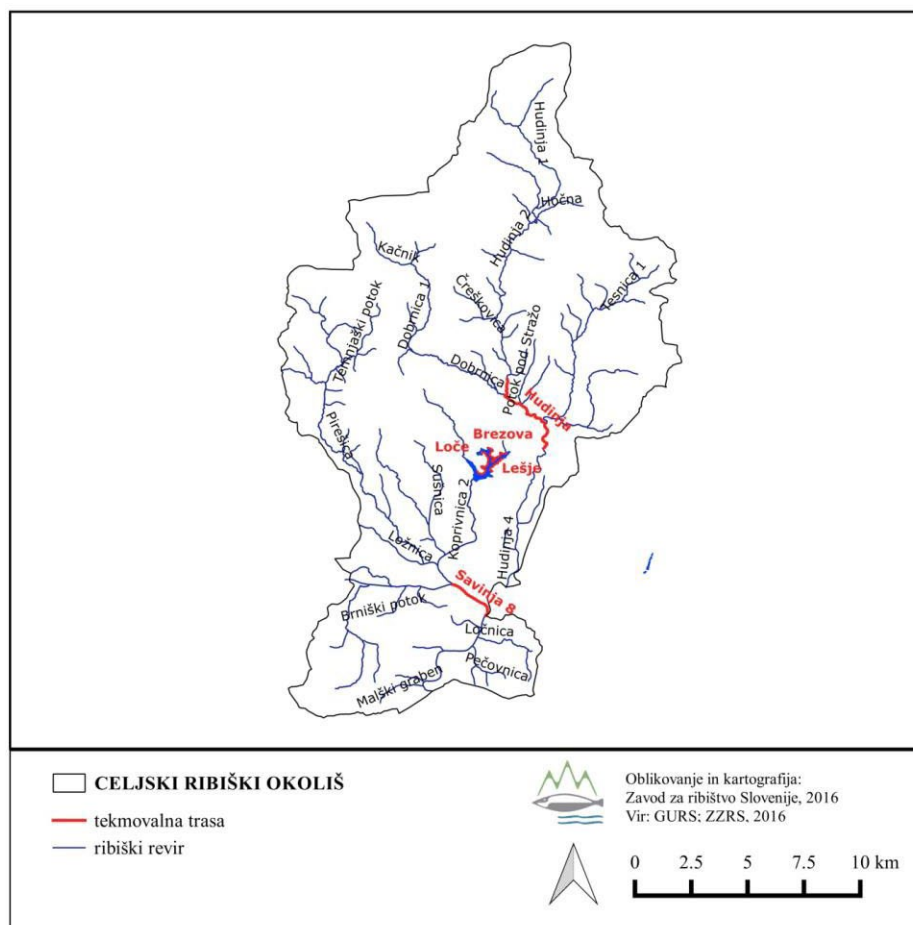 Hudinja 1
Hočna
Hudinja 2
Kačnik
Tesnica 1
Čreškovica
Dobrnica 1
Temnjaški potok
Potok pod Stražo
Dobrnica
Hudinja
Pirešica
Brezova
Loče
Lešje
Sušnica
Koprivnica 2
Hudinja 4
Ložnica
Savinja 8
Brniški potok
Ločnica
Pečovnica
Malški graben
CELJSKI RIBIŠKI OKOLIŠ
tekmovalna trasa
ribiški revir
Oblikovanje in kartografija:
Zavod za ribištvo Slovenije, 2016
Vir: GURS; ZZRS, 2016
0 2.5 5 7.5 10 km